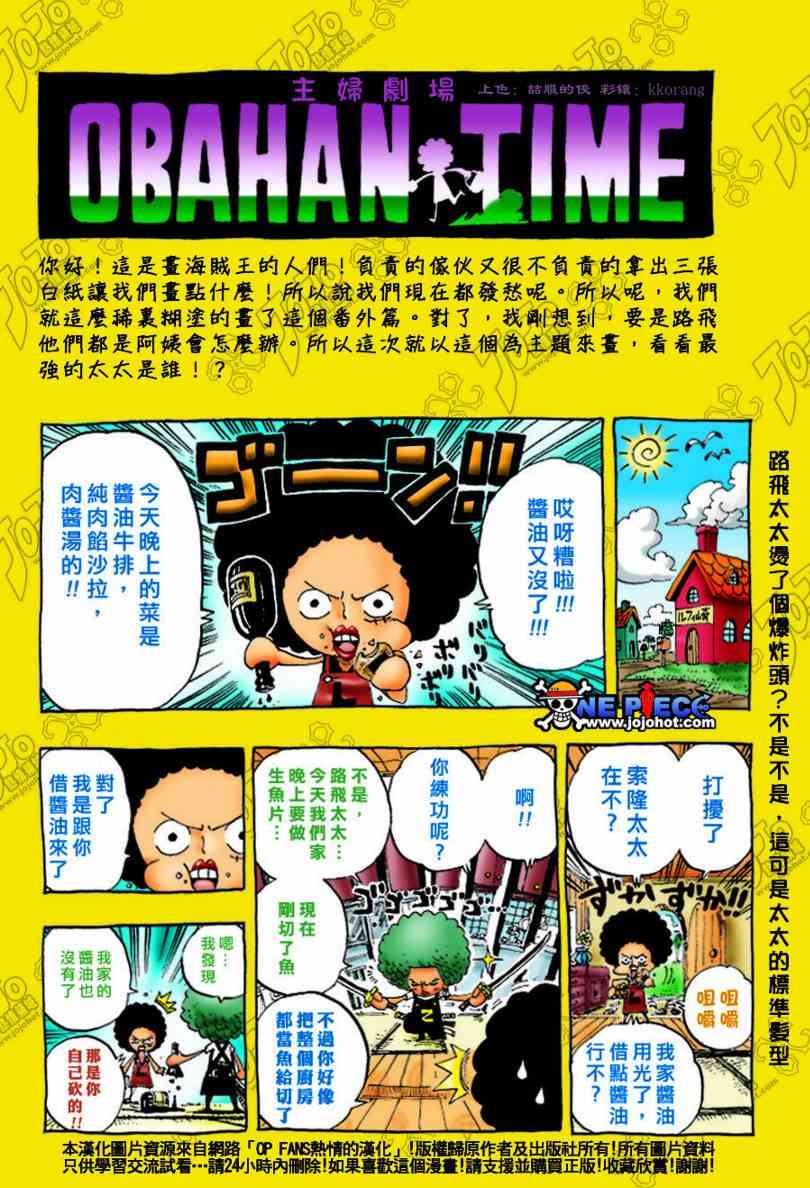 主婦劇場
上色：詰服的侵 彩鑲：kkorang
OBAHAN TIME
你好！這是畫海賊王的人們！負責的傢伙又很不負責的拿出三張
白紙讓我們畫點什麼！所以說我們現在都發愁呢。所以呢，我們
就這麼稀裏糊塗的畫了這個番外篇。對了，我剛想到，要是路飛
他們都是阿姨會怎麼辦。所以這次就以這個為主題來畫，看看最
強的太太是誰！？
路飛太太燙了個爆炸頭？不是不是，這可是太太的標準髮型
ゴーン!!
哎呀糟啦!!!
醬油又沒了!!!
今天晚上的菜是
醬油牛排，
純肉餡沙拉，
肉醬湯的!!
バリバリ
ボリボリ
ONE PIECE
www.jojohot.com
打擾了
索隆太太
在不？
ずかずか!!
咀嚼
咀嚼
我家醬油
用光了，
借點醬油
行不？
啊!!
你練功呢？
不是，
路飛太太…
今天我們家
晚上要做
生魚片…
ゴゴゴゴゴ
現在
剛切了魚
不過你好像
把整個廚房
都當魚給切了
Z
對了
我是跟你
借醬油來了
嗯…
我發現
我家的
醬油也
沒有了
那是你
自己砍的!!
本漢化圖片資源來自網路「OP FANS熱情的漢化」!版權歸原作者及出版社所有!所有圖片資料
只供學習交流試看…請24小時內刪除!如果喜歡這個漫畫!請支援並購買正版!收藏欣賞!謝謝!